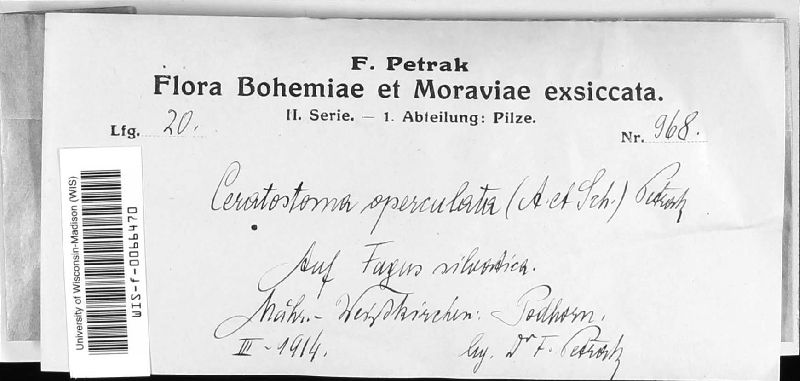 F. Petrak
Flora Bohemiae et Moraviae exsiccata.
II. Serie. — 1. Abteilung: Pilze.
Lfg. 20.
Nr. 968.
Ceratostoma operculata (A. et Sch.) Petrak
Auf Fagus silvatica.
Mähr.-Weißkirchen: Podhorn.
III-1914.
leg. Dr F. Petrak
University of Wisconsin-Madison (WIS)
WIS-f-0066470